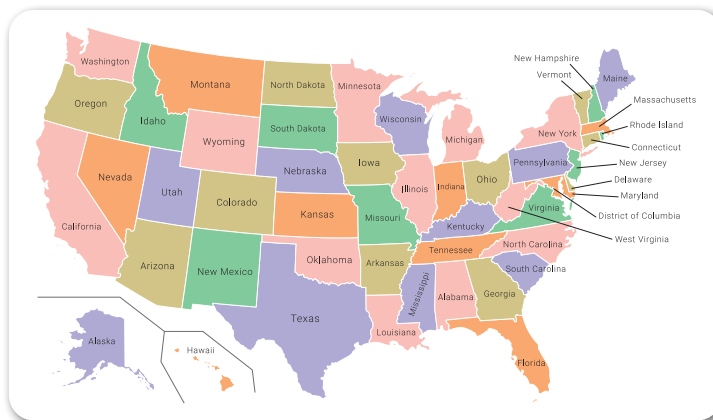 New Hampshire
Vermont
Maine
Washington
Montana
North Dakota
Minnesota
Massachusetts
Oregon
Idaho
South Dakota
Wisconsin
Michigan
New York
Rhode Island
Connecticut
Wyoming
Pennsylvania
New Jersey
Nebraska
Iowa
Delaware
Nevada
Utah
Colorado
Illinois
Indiana
Ohio
Maryland
Kansas
Missouri
Virginia
District of Columbia
California
Kentucky
West Virginia
Oklahoma
Tennessee
North Carolina
Arizona
New Mexico
Arkansas
South Carolina
Mississippi
Alabama
Georgia
Texas
Louisiana
Alaska
Hawaii
Florida